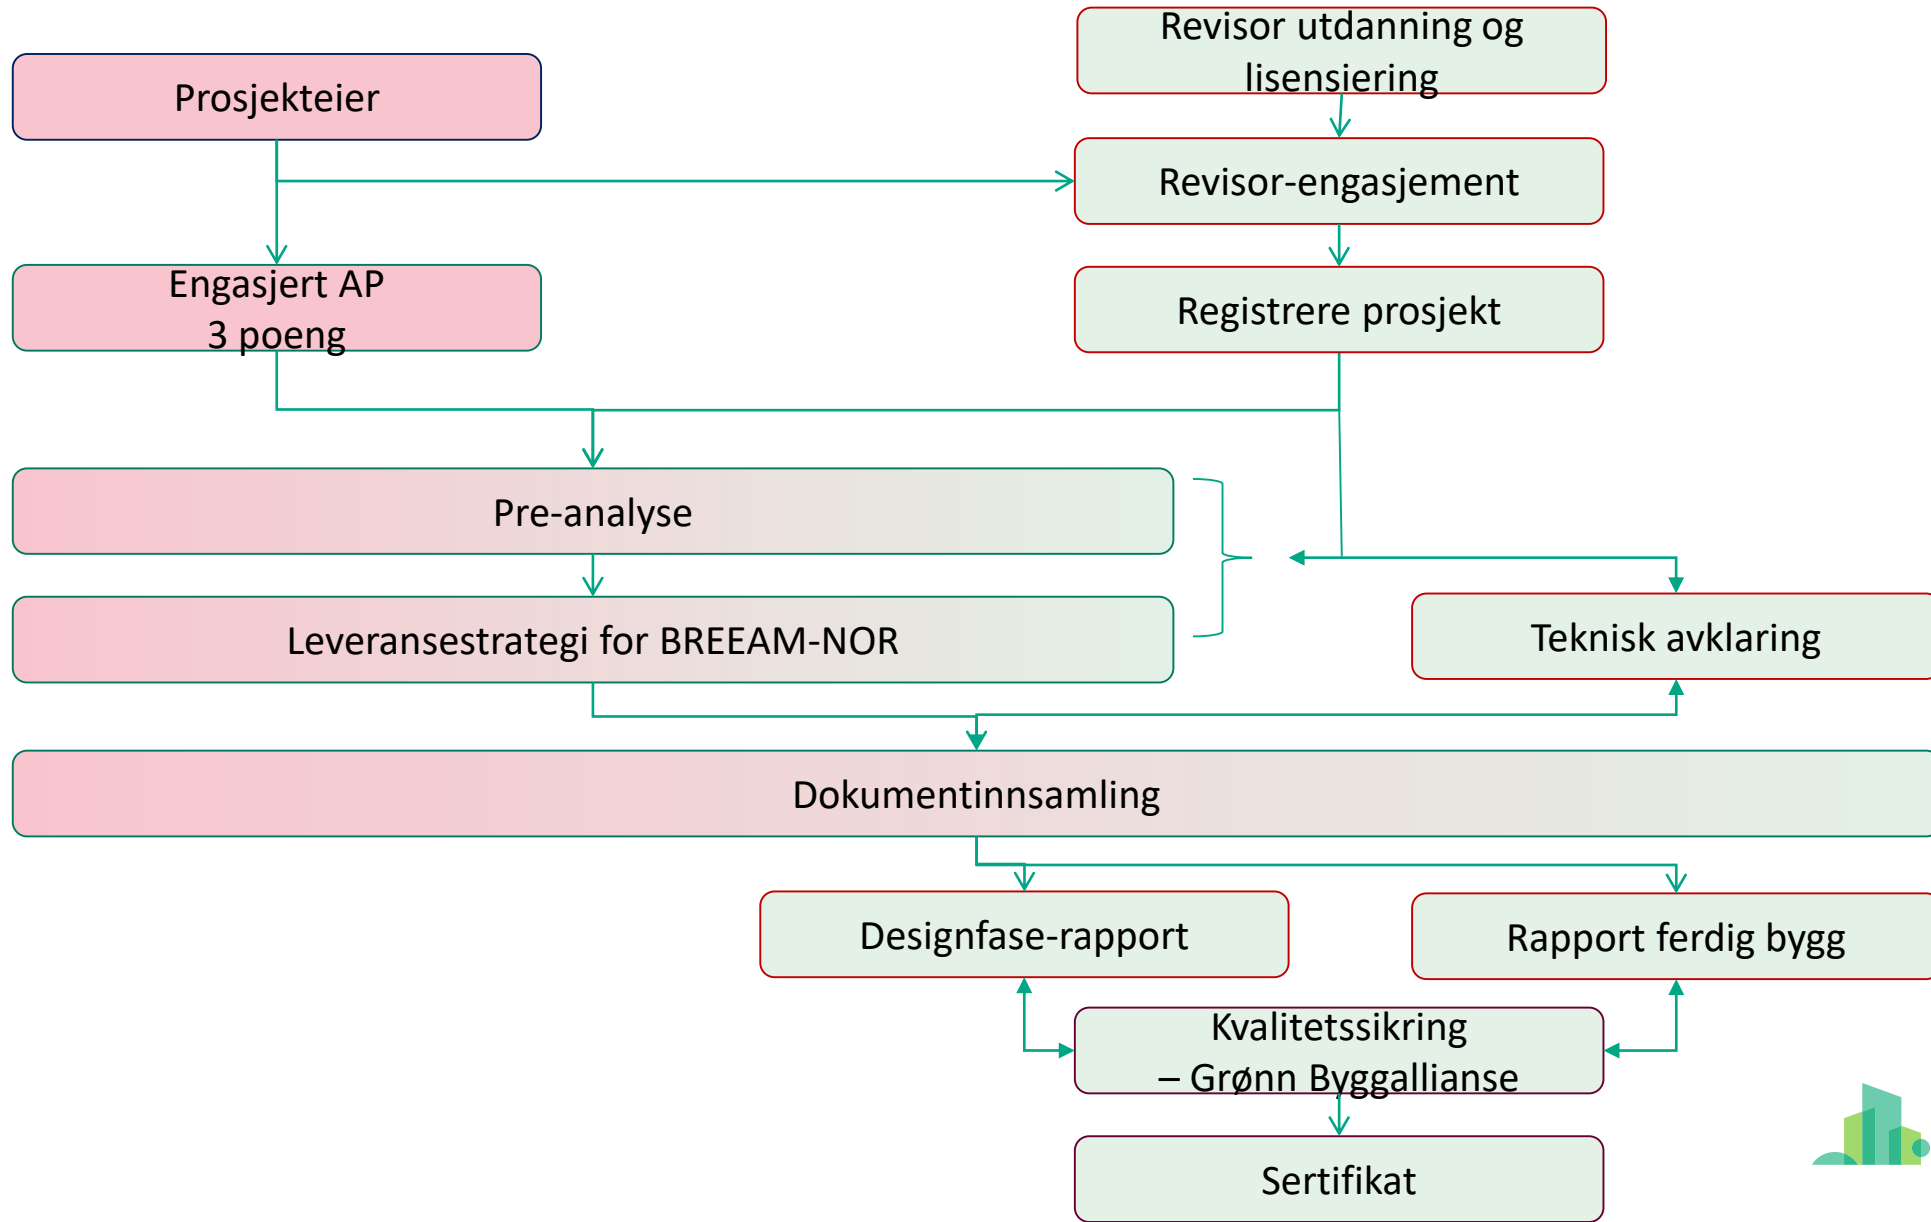 Revisor utdanning og
lisensiering
Prosjekteier
Revisor-engasjement
Engasjert AP
3 poeng
Registrere prosjekt
Pre-analyse
Leveransestrategi for BREEAM-NOR
Teknisk avklaring
Dokumentinnsamling
Designfase-rapport
Rapport ferdig bygg
Kvalitetssikring
– Grønn Byggallianse
Sertifikat